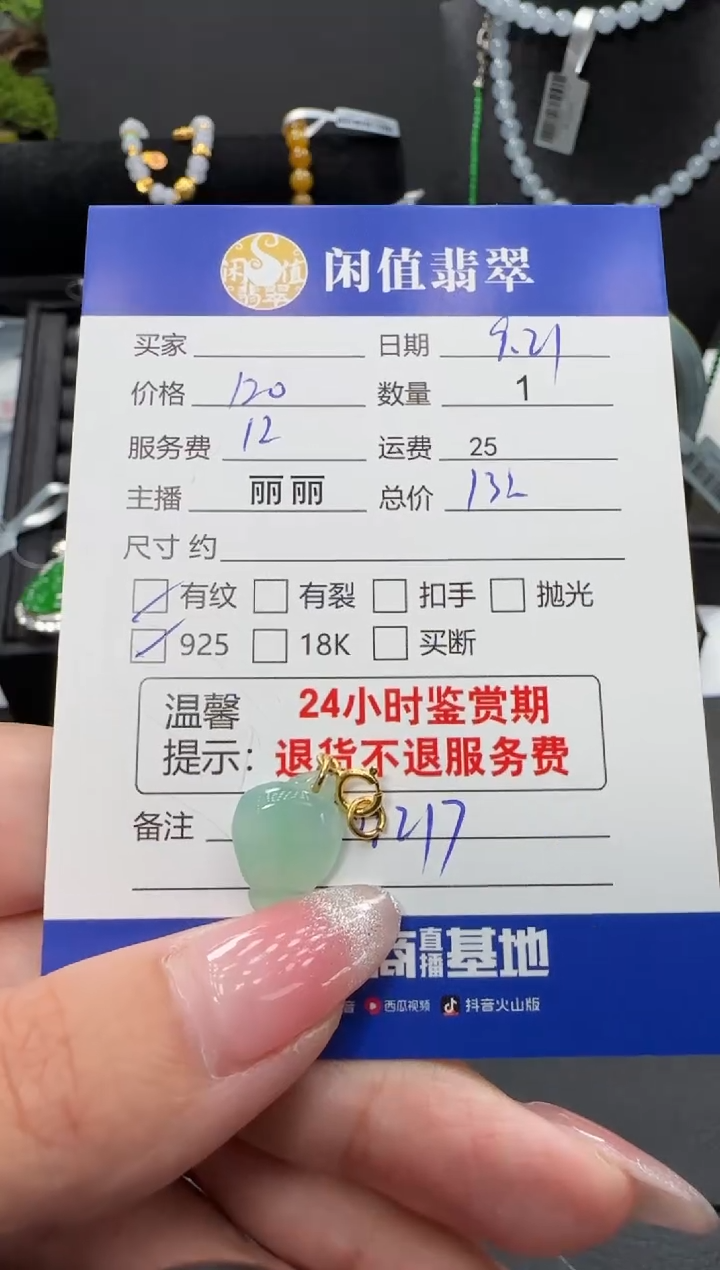 闲值翡翠
闲值翡翠
买家 日期 9.21
价格 120 数量 1
服务费 12 运费 25
主播 丽丽 总价 132
尺寸 约
有纹 有裂 扣手 抛光
925 18K 买断
温馨 24小时鉴赏期
提示: 退货不退服务费
备注 217
直播基地
音 西瓜视频 抖音火山版